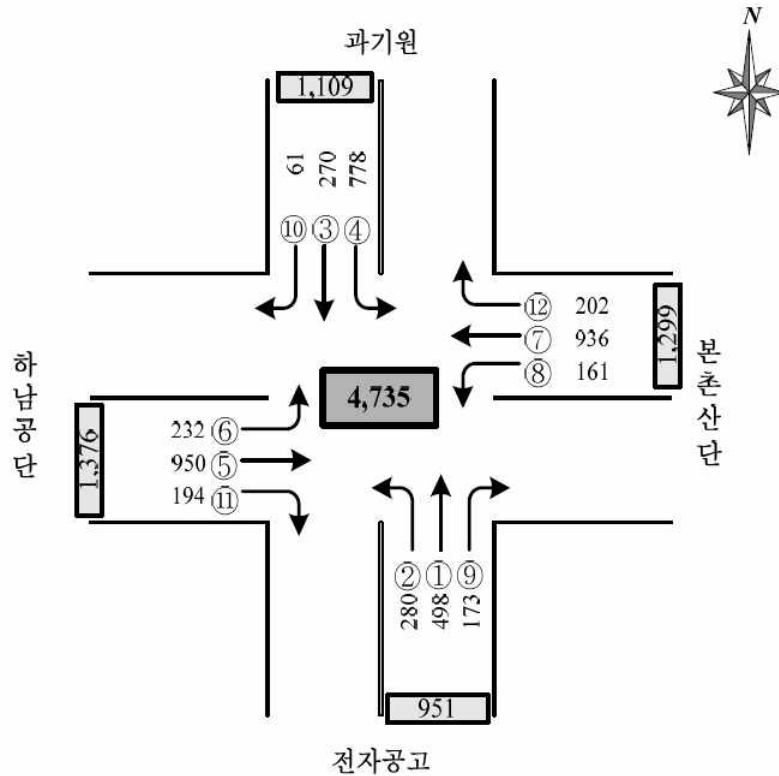 N
과기원
1,109
61 270 778
⑩ ③ ④
⑫ 202
⑦ 936
⑧ 161
1,299
본촌산단
4,735
하남공단
1,376
232 ⑥
950 ⑤
194 ⑪
② ① ⑨
280 498 173
951
전자공고